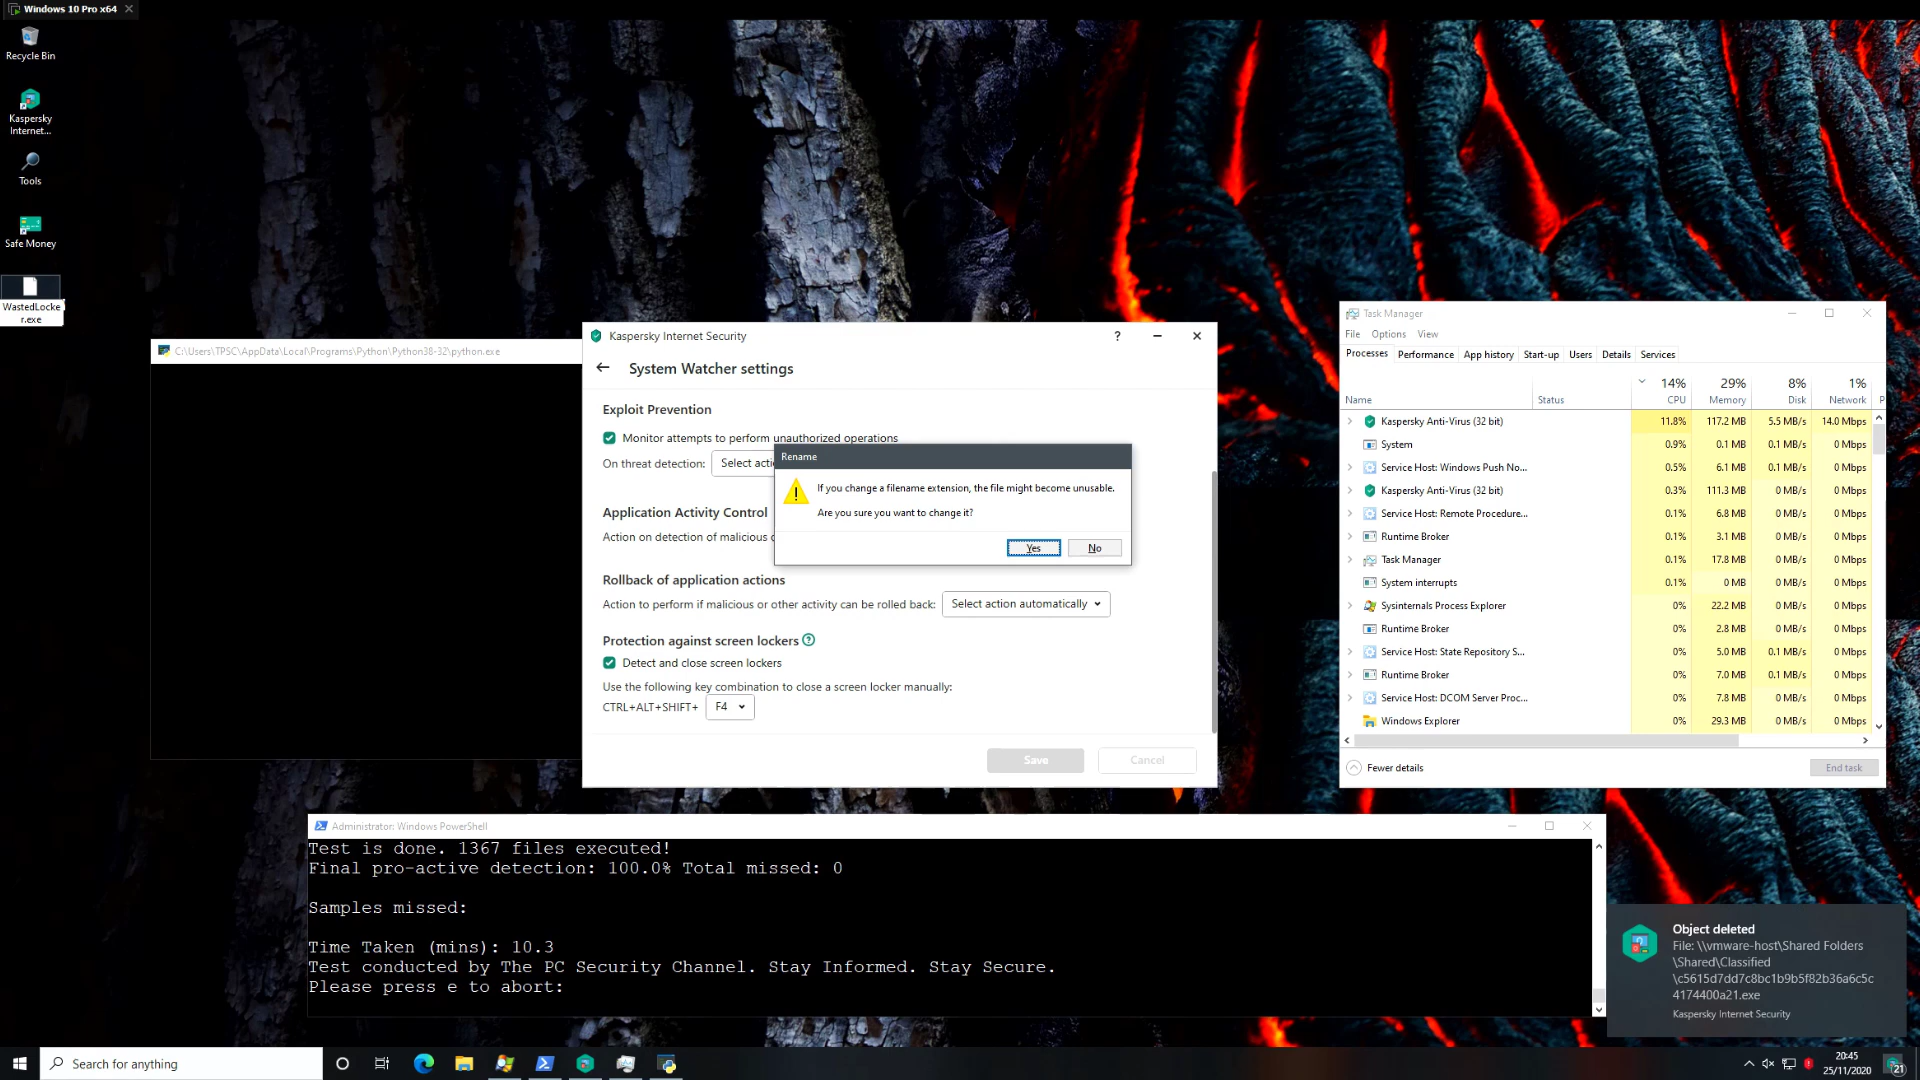 Windows 10 Pro x64
Recycle Bin
Kaspersky
Internet...
Tools
Safe Money
WastedLocke
r.exe
C:\Users\TPSC\AppData\Local\Programs\Python\Python38-32\python.exe
Kaspersky Internet Security
?
System Watcher settings
Exploit Prevention
Monitor attempts to perform unauthorized operations
On threat detection: Select acti
Application Activity Control
Action on detection of malicious
Rename
If you change a filename extension, the file might become unusable.
Are you sure you want to change it?
Yes No
Rollback of application actions
Action to perform if malicious or other activity can be rolled back: Select action automatically
Protection against screen lockers ?
Detect and close screen lockers
Use the following key combination to close a screen locker manually:
CTRL+ALT+SHIFT+ F4
Save Cancel
Task Manager
File Options View
Processes Performance App history Start-up Users Details Services
14% 29% 8% 1%
Name Status CPU Memory Disk Network P
Kaspersky Anti-Virus (32 bit) 11.8% 117.2 MB 5.5 MB/s 14.0 Mbps
System 0.9% 0.1 MB 0.1 MB/s 0 Mbps
Service Host: Windows Push No... 0.5% 6.1 MB 0.1 MB/s 0 Mbps
Kaspersky Anti-Virus (32 bit) 0.3% 111.3 MB 0 MB/s 0 Mbps
Service Host: Remote Procedure... 0.1% 6.8 MB 0 MB/s 0 Mbps
Runtime Broker 0.1% 3.1 MB 0 MB/s 0 Mbps
Task Manager 0.1% 17.8 MB 0 MB/s 0 Mbps
System interrupts 0.1% 0 MB 0 MB/s 0 Mbps
Sysinternals Process Explorer 0% 22.2 MB 0 MB/s 0 Mbps
Runtime Broker 0% 2.8 MB 0 MB/s 0 Mbps
Service Host: State Repository S... 0% 5.0 MB 0.1 MB/s 0 Mbps
Runtime Broker 0% 7.0 MB 0.1 MB/s 0 Mbps
Service Host: DCOM Server Proc... 0% 7.8 MB 0 MB/s 0 Mbps
Windows Explorer 0% 29.3 MB 0 MB/s 0 Mbps
Fewer details End task
Administrator: Windows PowerShell
Test is done. 1367 files executed!
Final pro-active detection: 100.0% Total missed: 0
Samples missed:
Time Taken (mins): 10.3
Test conducted by The PC Security Channel. Stay Informed. Stay Secure.
Please press e to abort:
Object deleted
File: \\vmware-host\Shared Folders
\Shared\Classified
\c5615d7dd7c8bc1b9b5f82b36a6c5c
4174400a21.exe
Kaspersky Internet Security
Search for anything
20:45
25/11/2020
21